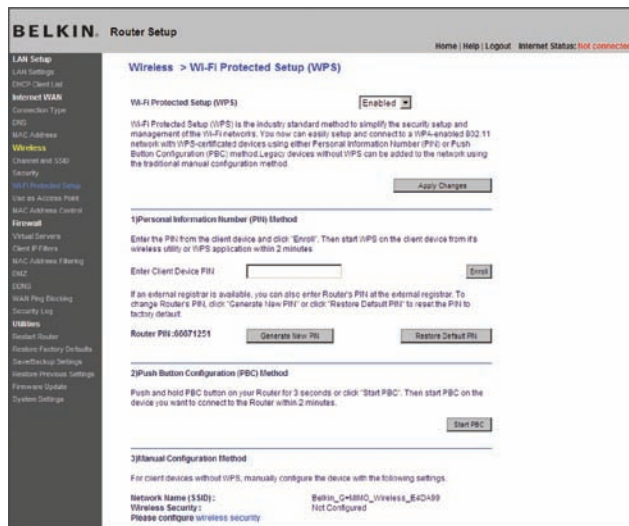 BELKIN. Router Setup
Home | Help | Logout Internet Status: Not connected
LAN Setup
LAN Settings
DHCP Client List
Internet WAN
Connection Type
DNS
MAC Address
Wireless
Channel and SSID
Security
Wi-Fi Protected Setup
Use as Access Point
MAC Address Control
Firewall
Virtual Servers
Client IP Filters
MAC Address Filtering
DMZ
DDNS
WAN Ping Blocking
Security Log
Utilities
Restart Router
Restore Factory Defaults
Save/Backup Settings
Restore Previous Settings
Firmware Update
System Settings
Wireless > Wi-Fi Protected Setup (WPS)
Wi-Fi Protected Setup (WPS) Enabled
Wi-Fi Protected Setup (WPS) is the industry standard method to simplify the security setup and
management of the Wi-Fi networks. You now can easily setup and connect to a WPA-enabled 802.11
network with WPS-certificated devices using either Personal Information Number (PIN) or Push
Button Configuration (PBC) method.Legacy devices without WPS can be added to the network using
the traditional manual configuration method.
Apply Changes
1)Personal Information Number (PIN) Method
Enter the PIN from the client device and click "Enroll". Then start WPS on the client device from it's
wireless utility or WPS application within 2 minutes
Enter Client Device PIN Enroll
If an external registrar is available, you can also enter Router's PIN at the external registrar. To
change Router's PIN, click "Generate New PIN" or click "Restore Default PIN" to reset the PIN to
factory default.
Router PIN :66671251 Generate New PIN Restore Default PIN
2)Push Button Configuration (PBC) Method
Push and hold PBC button on your Router for 3 seconds or click "Start PBC". Then start PBC on the
device you want to connect to the Router within 2 minutes.
Start PBC
3)Manual Configuration Method
For client devices without WPS, manually configure the device with the following settings.
Network Name (SSID) : Belkin_G+MIMO_Wireless_E4DA99
Wireless Security : Not Configured
Please configure wireless security